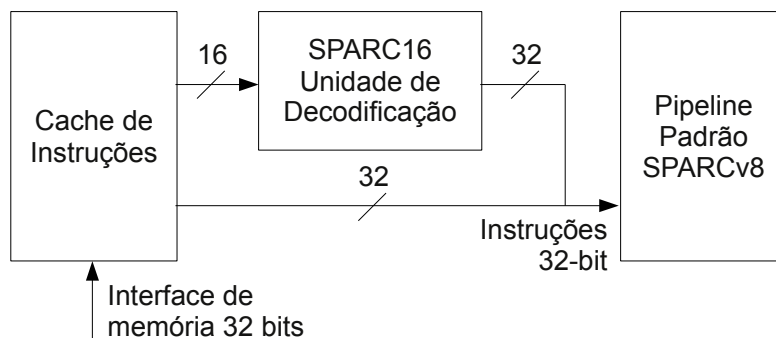 Cache de
Instruções
16
SPARC16
Unidade de
Decodificação
32
32
Pipeline
Padrão
SPARCv8
Instruções
32-bit
Interface de
memória 32 bits